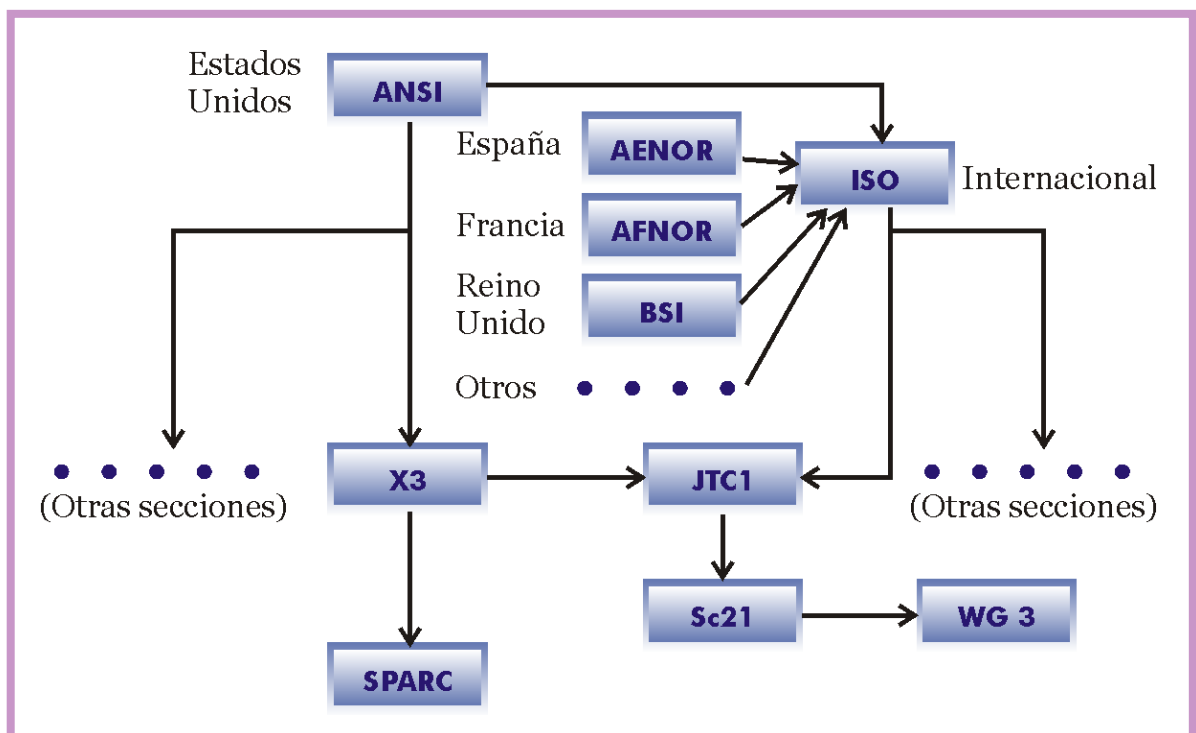 Estados
Unidos
ANSI
España
AENOR
ISO
Internacional
Francia
AFNOR
Reino
Unido
BSI
Otros
(Otras secciones)
X3
JTC1
(Otras secciones)
Sc21
WG 3
SPARC